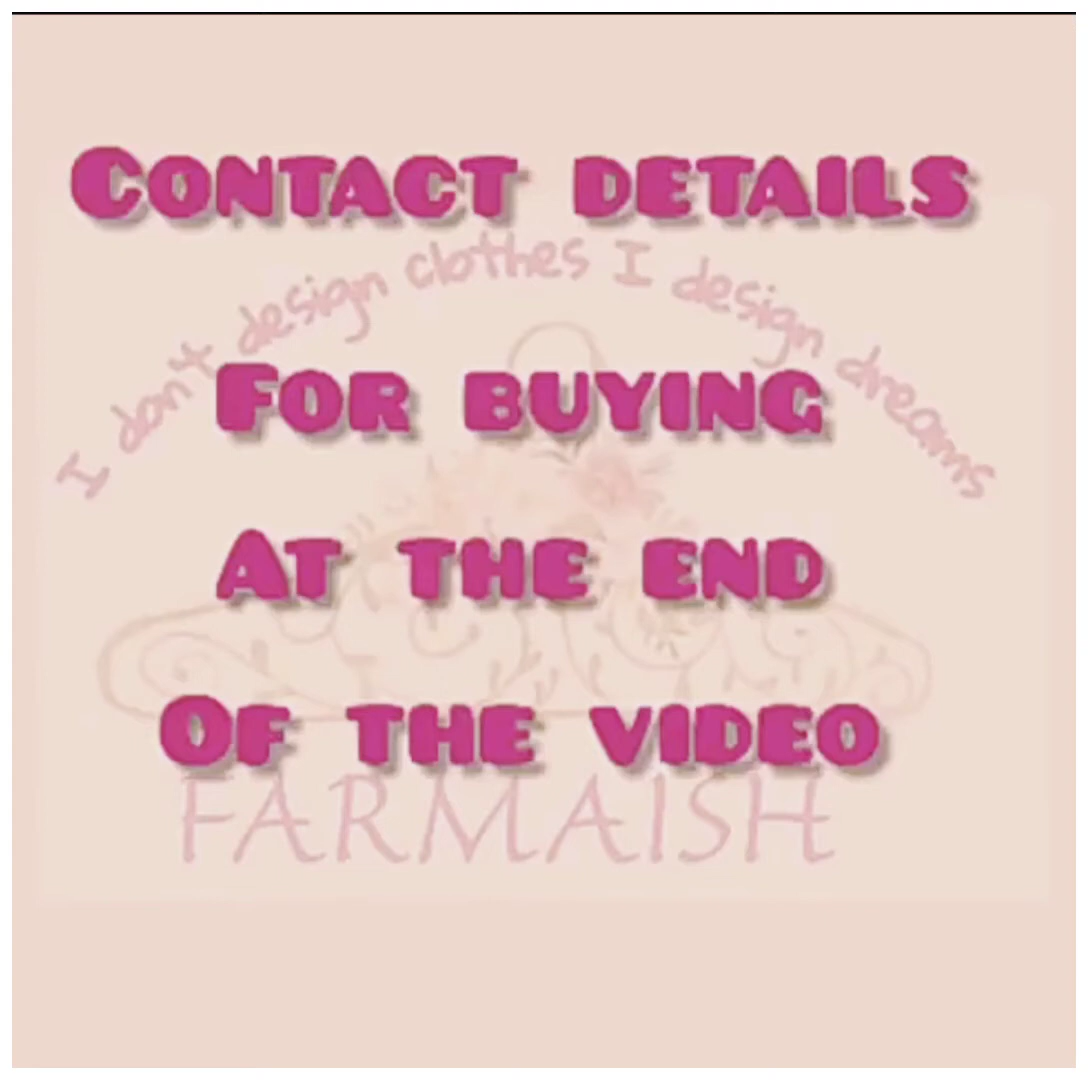 Contact details
I don't design clothes I design dreams
For buying
At the end
Of the video
FARMAISH